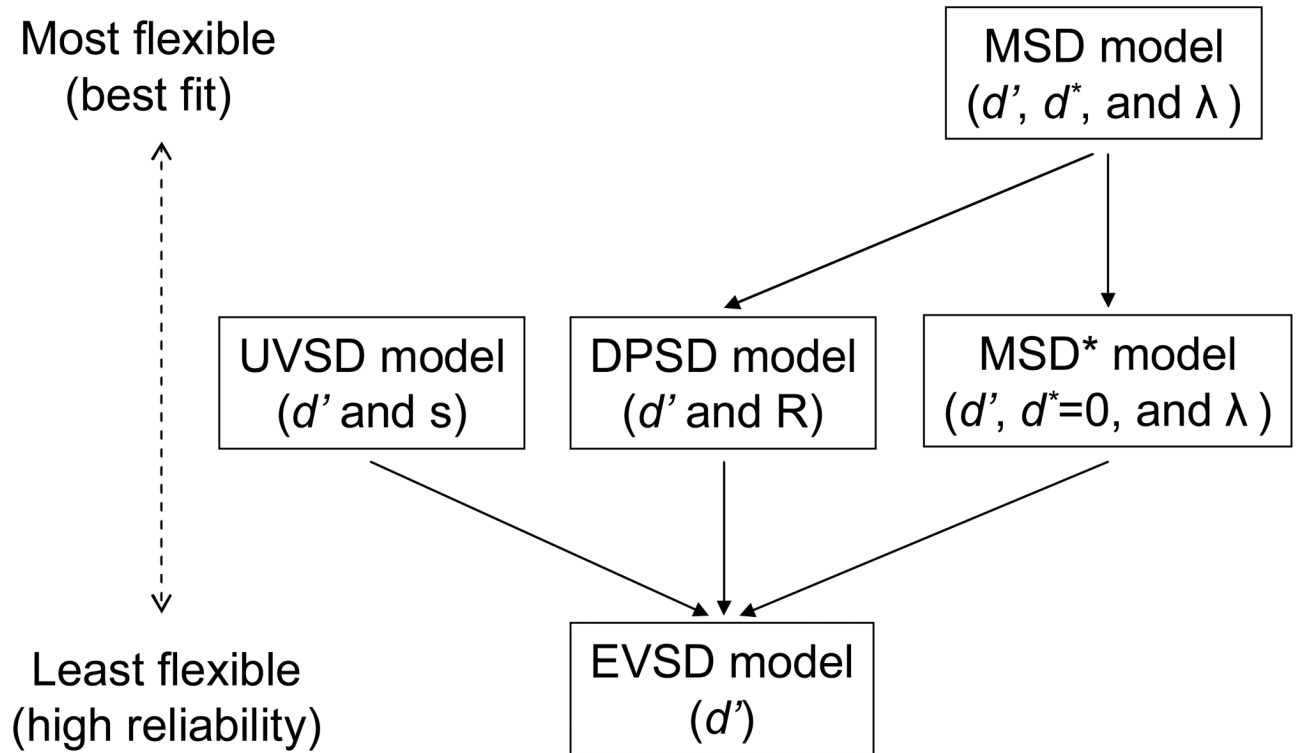 Most flexible
(best fit)
MSD model
(d’, d*, and λ )
UVSD model
(d’ and s)
DPSD model
(d’ and R)
MSD* model
(d’, d*=0, and λ )
Least flexible
(high reliability)
EVSD model
(d’)